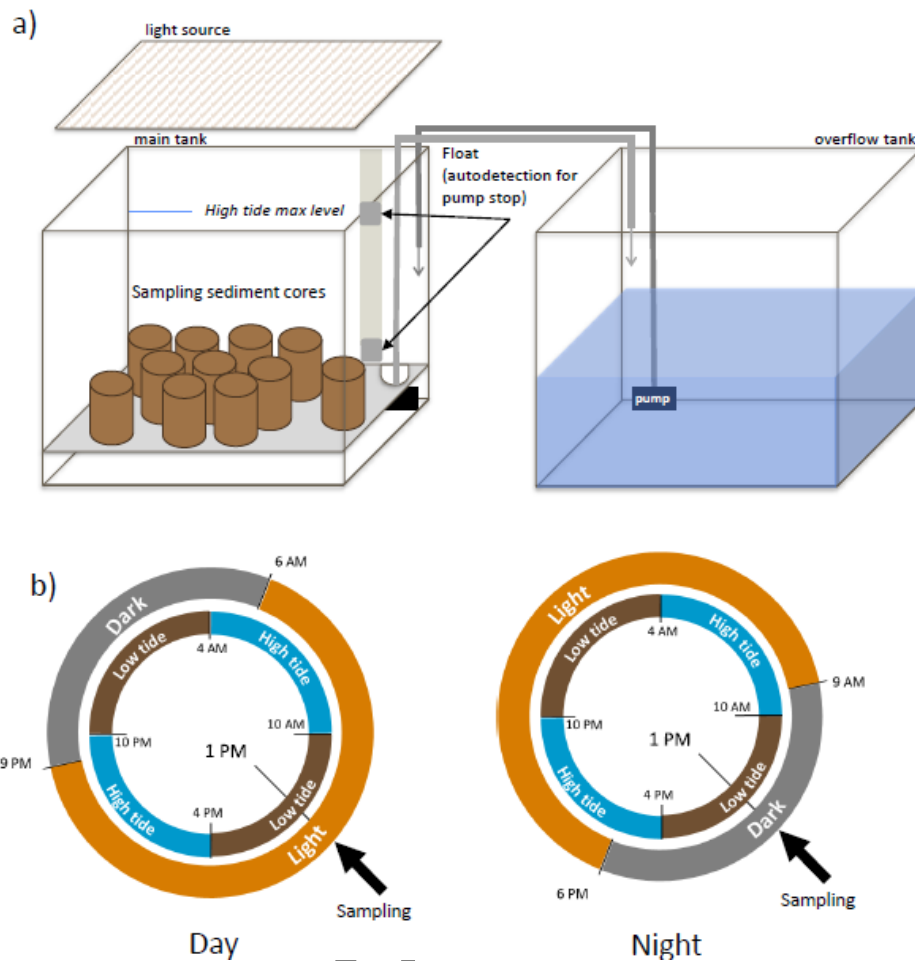 a)
light source
main tank
overflow tank
Float
(autodetection for
pump stop)
High tide max level
Sampling sediment cores
pump
b)
6 AM
Dark
Low tide
High tide
4 AM
10 AM
10 PM
1 PM
9 PM
4 PM
High tide
Low tide
Light
Sampling
Day
Light
Low tide
High tide
4 AM
9 AM
10 AM
10 PM
1 PM
4 PM
High tide
Low tide
Dark
6 PM
Sampling
Night